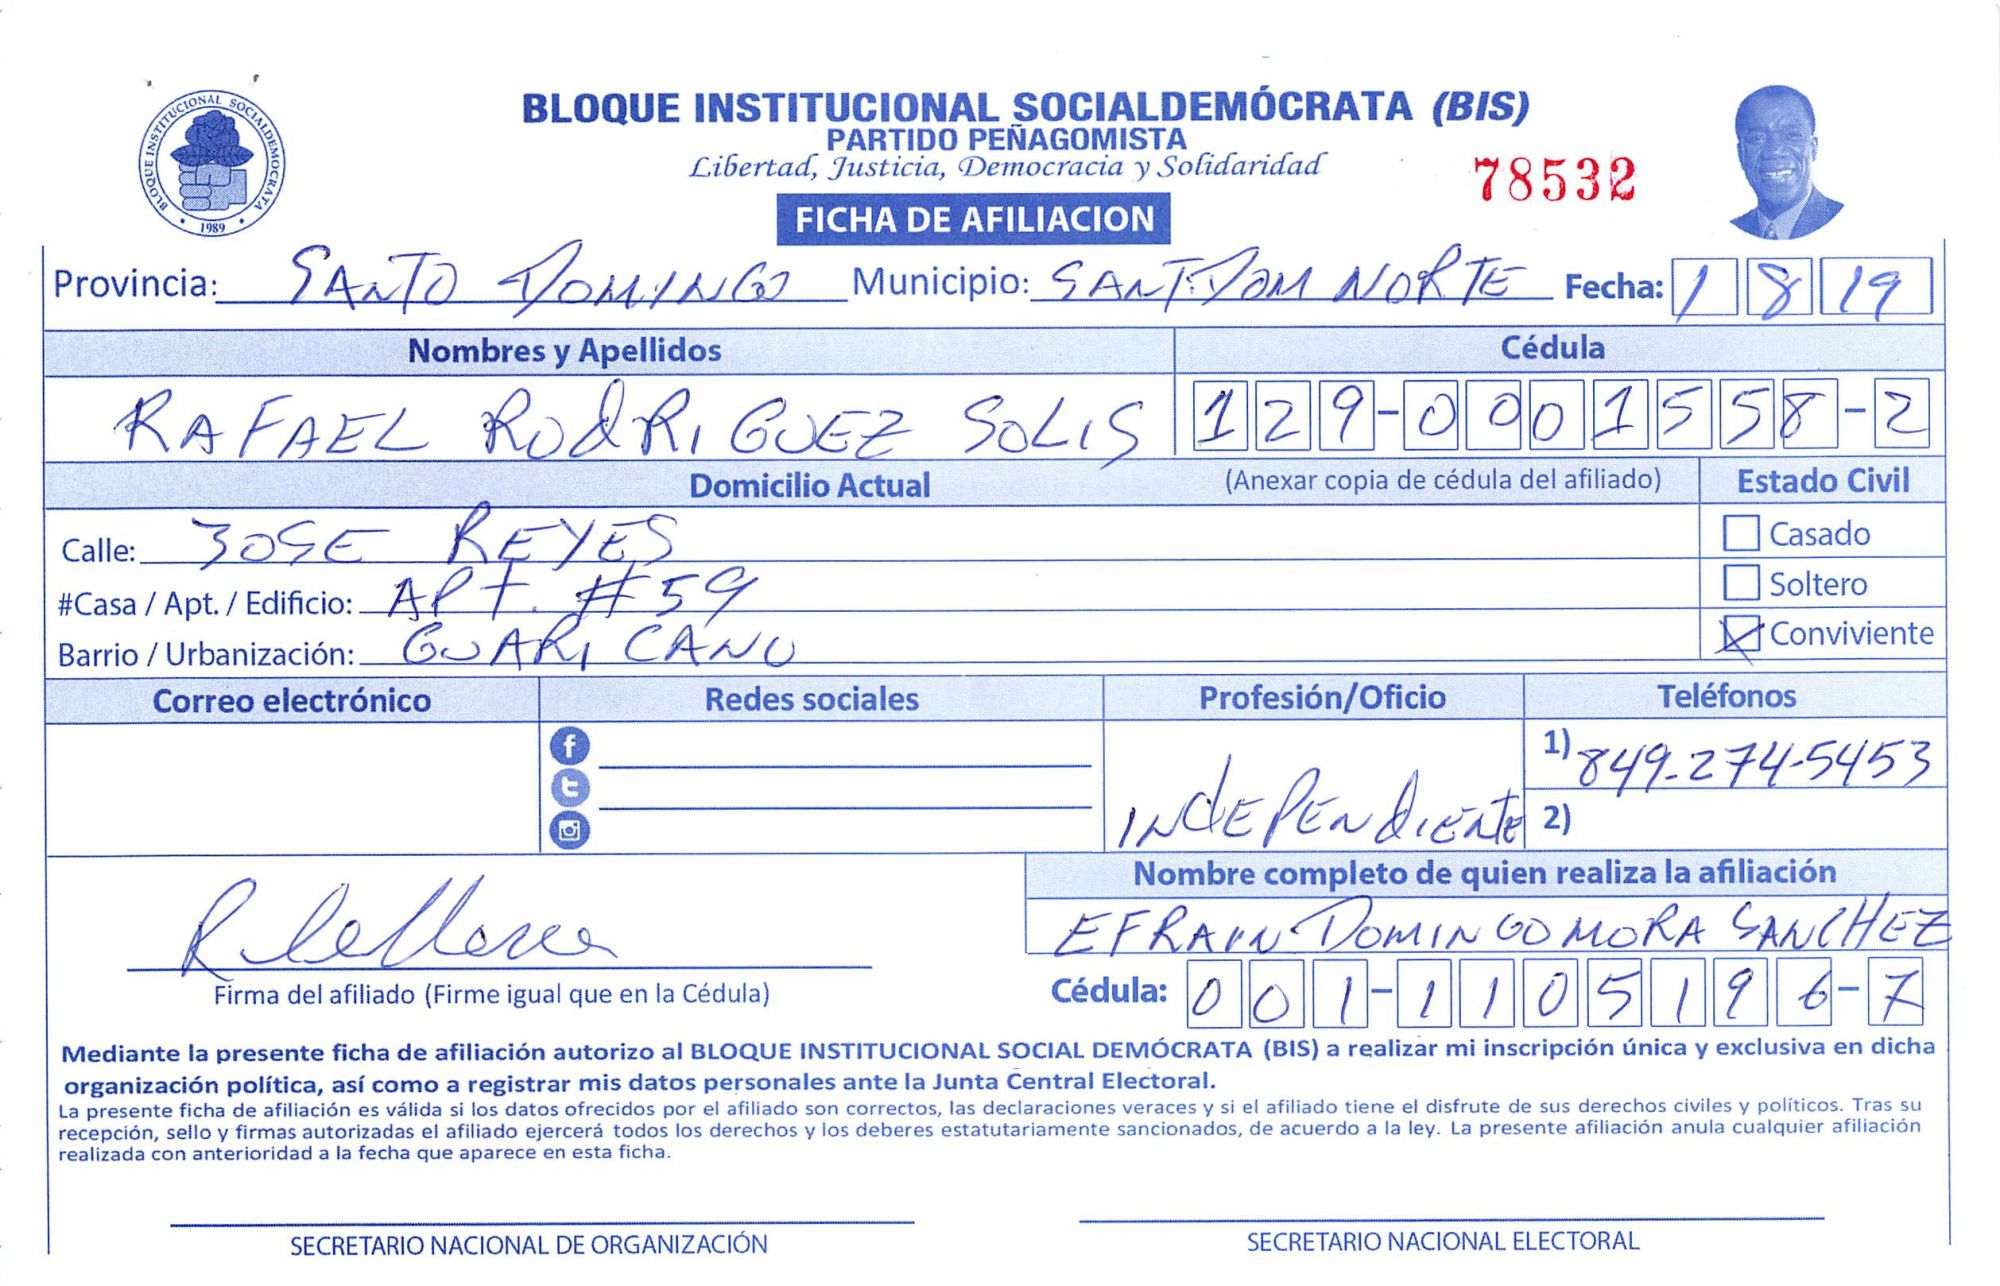 BLOQUE INSTITUCIONAL SOCIALDEMOCRATA
1989
BLOQUE INSTITUCIONAL SOCIALDEMÓCRATA (BIS)
PARTIDO PEÑAGOMISTA
Libertad, Justicia, Democracia y Solidaridad
78532
FICHA DE AFILIACION
Provincia: SANTO DOMINGO Municipio: SANT. DOM NORTE Fecha: 1 8 19
Nombres y Apellidos Cédula
RAFAEL RODRIGUEZ SOLIS 129-0001558-2
Domicilio Actual (Anexar copia de cédula del afiliado) Estado Civil
Calle: JOSE REYES Casado
#Casa / Apt. / Edificio: APT. #59 Soltero
Barrio / Urbanización: GUARICANO Conviviente
Correo electrónico Redes sociales Profesión/Oficio Teléfonos
1) 849-274-5453
INDEPENDIENTE 2)
Nombre completo de quien realiza la afiliación
EFRAIN DOMINGO MORA SANCHEZ
Firma del afiliado (Firme igual que en la Cédula) Cédula: 001-1105196-7
Mediante la presente ficha de afiliación autorizo al BLOQUE INSTITUCIONAL SOCIAL DEMÓCRATA (BIS) a realizar mi inscripción única y exclusiva en dicha
organización política, así como a registrar mis datos personales ante la Junta Central Electoral.
La presente ficha de afiliación es válida si los datos ofrecidos por el afiliado son correctos, las declaraciones veraces y si el afiliado tiene el disfrute de sus derechos civiles y políticos. Tras su
recepción, sello y firmas autorizadas el afiliado ejercerá todos los derechos y los deberes estatutariamente sancionados, de acuerdo a la ley. La presente afiliación anula cualquier afiliación
realizada con anterioridad a la fecha que aparece en esta ficha.
SECRETARIO NACIONAL DE ORGANIZACIÓN SECRETARIO NACIONAL ELECTORAL